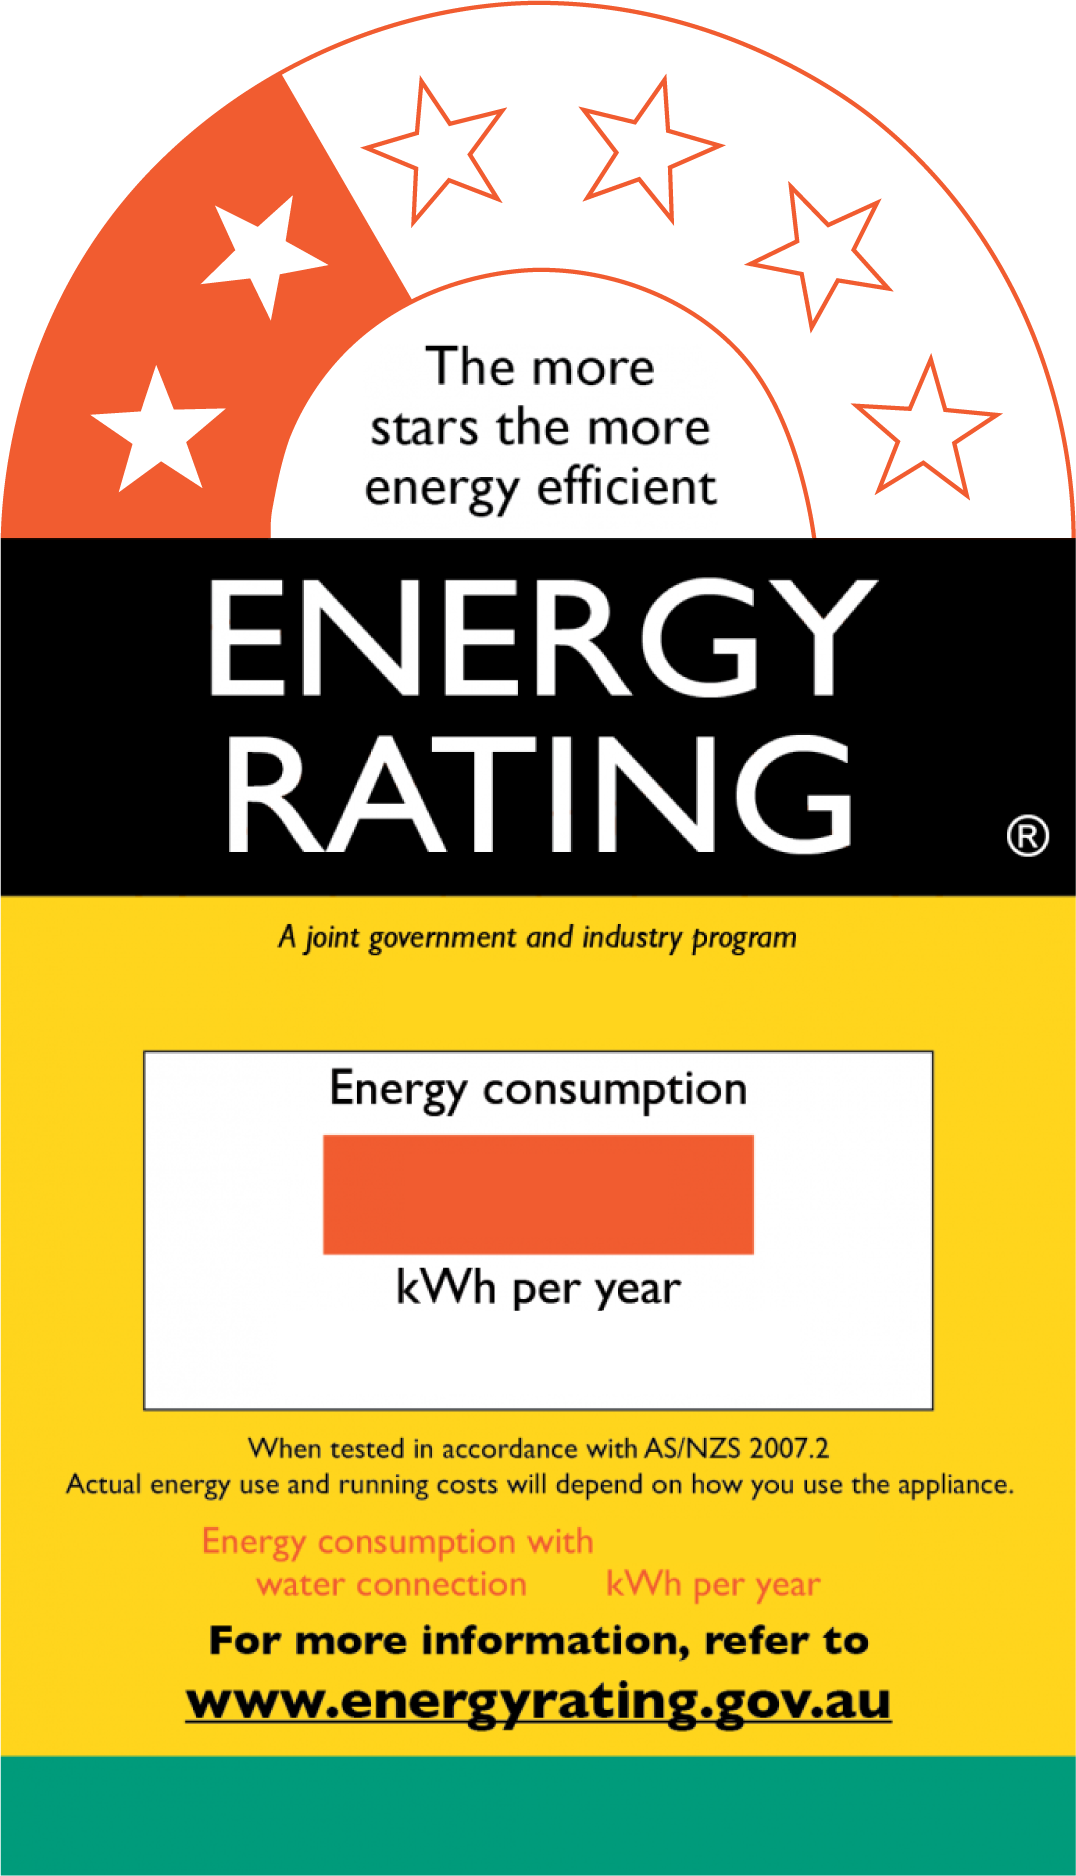 The more
stars the more
energy efficient
ENERGY
RATING
®
A joint government and industry program
Energy consumption
kWh per year
When tested in accordance with AS/NZS 2007.2
Actual energy use and running costs will depend on how you use the appliance.
Energy consumption with
water connection kWh per year
For more information, refer to
www.energyrating.gov.au